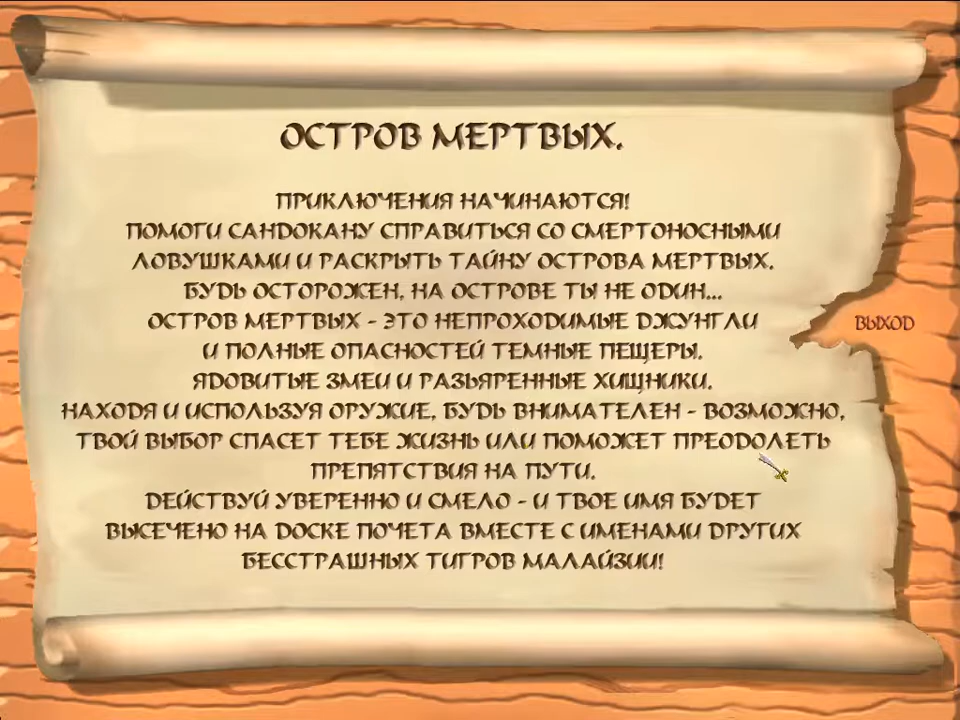 ОСТРОВ МЕРТВЫХ.
ПРИКЛЮЧЕНИЯ НАЧИНАЮТСЯ!
ПОМОГИ САНДОКАНУ СПРАВИТЬСЯ СО СМЕРТОНОСНЫМИ
ЛОВУШКАМИ И РАСКРЫТЬ ТАЙНУ ОСТРОВА МЕРТВЫХ.
БУДЬ ОСТОРОЖЕН, НА ОСТРОВЕ ТЫ НЕ ОДИН...
ОСТРОВ МЕРТВЫХ - ЭТО НЕПРОХОДИМЫЕ ДЖУНГЛИ
ВЫХОД
И ПОЛНЫЕ ОПАСНОСТЕЙ ТЕМНЫЕ ПЕЩЕРЫ,
ЯДОВИТЫЕ ЗМЕИ И РАЗЬЯРЕННЫЕ ХИЩНИКИ.
НАХОДЯ И ИСПОЛЬЗУЯ ОРУЖИЕ, БУДЬ ВНИМАТЕЛЕН - ВОЗМОЖНО,
ТВОЙ ВЫБОР СПАСЕТ ТЕБЕ ЖИЗНЬ ИЛИ ПОМОЖЕТ ПРЕОДОЛЕТЬ
ПРЕПЯТСТВИЯ НА ПУТИ.
ДЕЙСТВУЙ УВЕРЕННО И СМЕЛО - И ТВОЕ ИМЯ БУДЕТ
ВЫСЕЧЕНО НА ДОСКЕ ПОЧЕТА ВМЕСТЕ С ИМЕНАМИ ДРУГИХ
БЕССТРАШНЫХ ТИГРОВ МАЛАЙЗИИ!